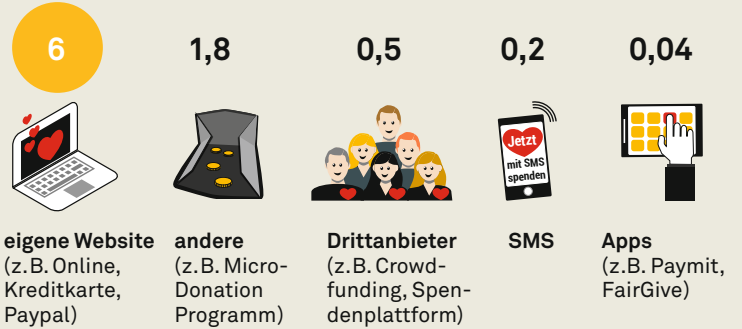 6
1,8
0,5
0,2
0,04
Jetzt
mit SMS
spenden
eigene Website
(z.B. Online,
Kreditkarte,
Paypal)
andere
(z.B. Micro-
Donation
Programm)
Drittanbieter
(z.B. Crowd-
funding, Spen-
denplattform)
SMS
Apps
(z.B. Paymit,
FairGive)